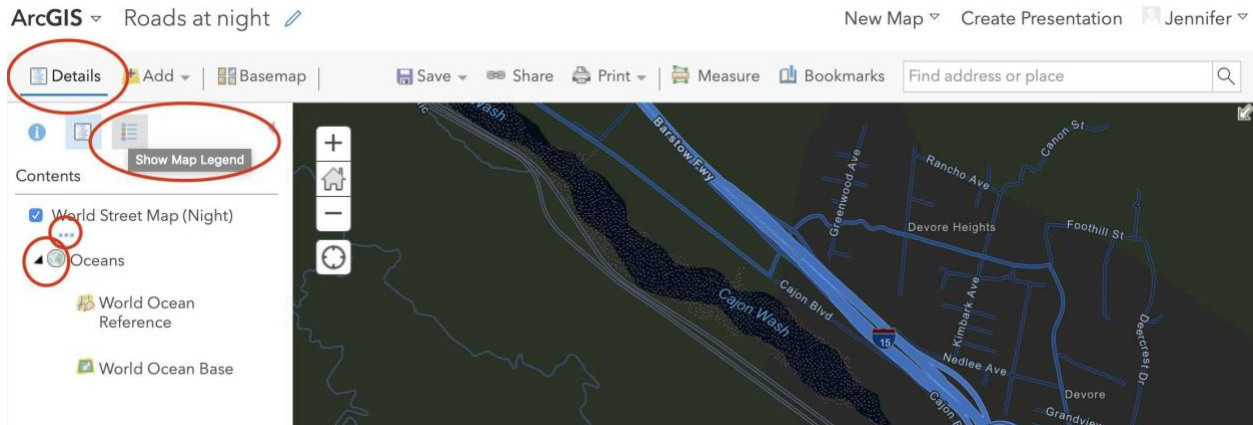 ArcGIS Roads at night New Map Create Presentation Jennifer
Details Add Basemap Save Share Print Measure Bookmarks Find address or place
Show Map Legend
Contents
World Street Map (Night)
Oceans
World Ocean
Reference
World Ocean Base
Wash
Barstow Fwy
Canon St
Rancho Ave
Greenwood Ave
Devore Heights
Foothill St
Cajon Wash
Cajon Blvd
Kimbark Ave
15
Deercrest Dr
Nedlee Ave
Devore